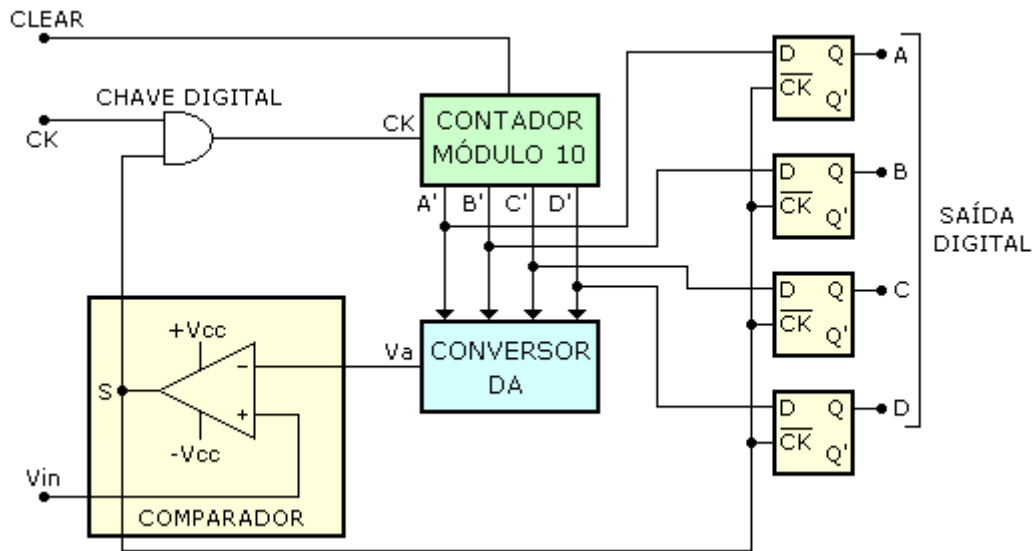 CLEAR
CHAVE DIGITAL
CK
CK
CONTADOR
MÓDULO 10
A' B' C' D'
D Q
CK
Q'
A
D Q
CK
Q'
B
D Q
CK
Q'
C
D Q
CK
Q'
D
SAÍDA
DIGITAL
+Vcc
-
+
-Vcc
S
Vin
COMPARADOR
Va
CONVERSOR
DA